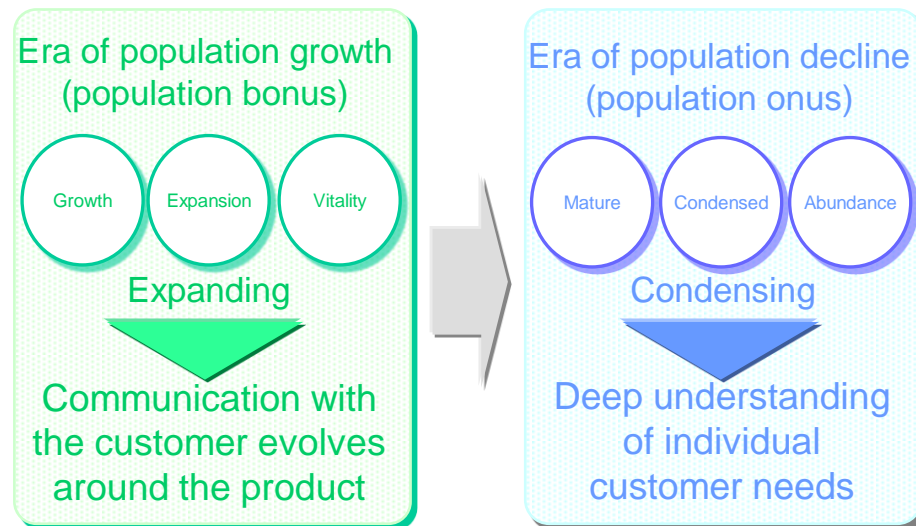 Era of population growth
(population bonus)
Growth
Expansion
Vitality
Expanding
Communication with
the customer evolves
around the product
Era of population decline
(population onus)
Mature
Condensed
Abundance
Condensing
Deep understanding
of individual
customer needs